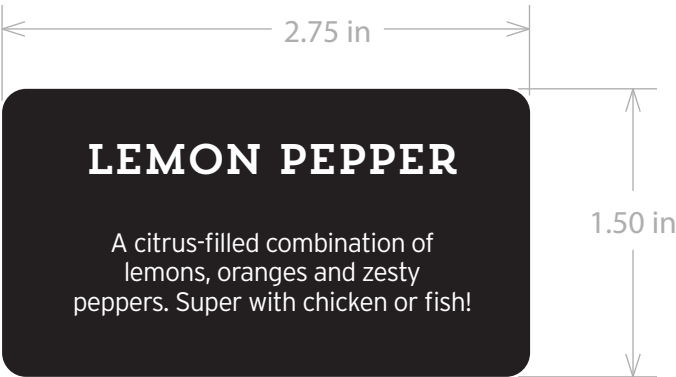 2.75 in
LEMON PEPPER
1.50 in
A citrus-filled combination of
lemons, oranges and zesty
peppers. Super with chicken or fish!